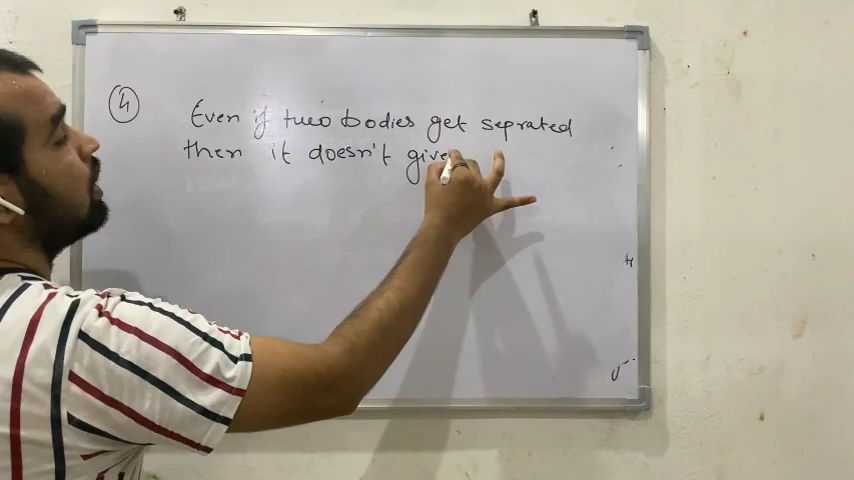 4 Even if two bodies get seprated
then it doesn't give